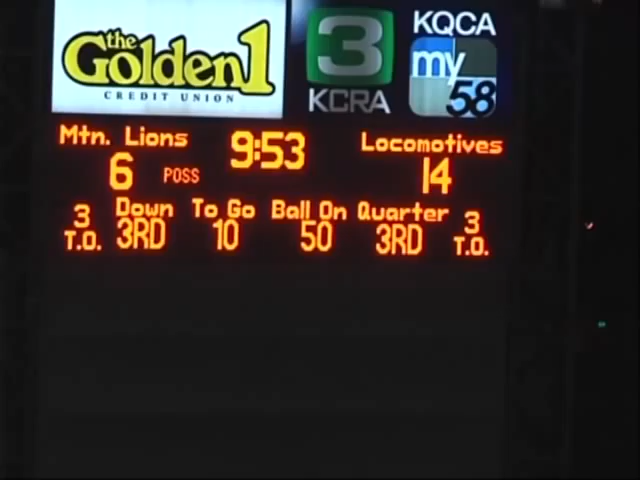 the
Golden1
CREDIT UNION
3
KCRA
KQCA
my
58
Mtn. Lions 9:53 Locomotives
6 POSS 14
3 Down To Go Ball On Quarter 3
T.O. 3RD 10 50 3RD T.O.